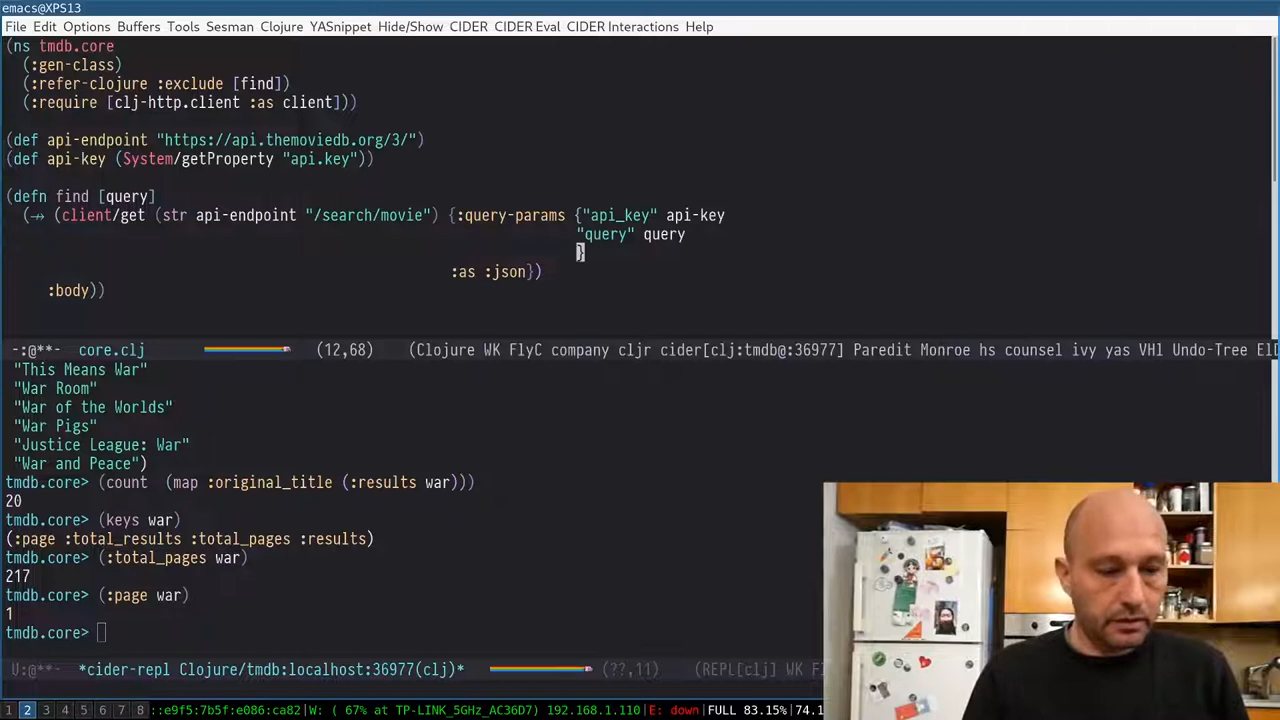 emacs@XPS13
File Edit Options Buffers Tools Sesman Clojure YASnippet Hide/Show CIDER CIDER Eval CIDER Interactions Help
(ns tmdb.core
(:gen-class)
(:refer-clojure :exclude [find])
(:require [clj-http.client :as client]))
(def api-endpoint "https://api.themoviedb.org/3/")
(def api-key (System/getProperty "api.key"))
(defn find [query]
(->> (client/get (str api-endpoint "/search/movie") {:query-params {"api_key" api-key
"query" query
}
:as :json})
:body))
-:@**- core.clj (12,68) (Clojure WK FlyC company cljr cider[clj:tmdb@:36977] Paredit Monroe hs counsel ivy yas VHl Undo-Tree ElD
"This Means War"
"War Room"
"War of the Worlds"
"War Pigs"
"Justice League: War"
"War and Peace")
tmdb.core> (count (map :original_title (:results war)))
20
tmdb.core> (keys war)
(:page :total_results :total_pages :results)
tmdb.core> (:total_pages war)
217
tmdb.core> (:page war)
1
tmdb.core>
U:@**- *cider-repl Clojure/tmdb:localhost:36977(clj)* (??,11) (REPL[clj] WK F
1 2 3 4 5 6 7 8 ::e9f5:7b5f:e086:ca82|W: ( 67% at TP-LINK_5GHz_AC36D7) 192.168.1.110|E: down|FULL 83.15%|74.1